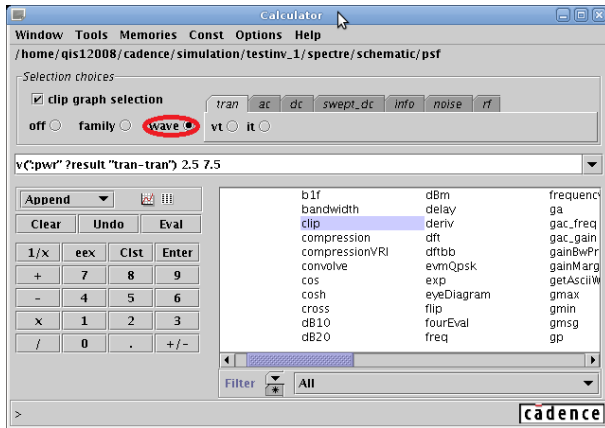 Calculator
Window Tools Memories Const Options Help
/home/qis12008/cadence/simulation/testinv_1/spectre/schematic/psf
Selection choices
clip graph selection
tran ac dc swept_dc info noise rf
off family wave vt it
v(":pwr" ?result "tran-tran") 2.5 7.5
Append
Clear Undo Eval
1/x eex Clst Enter
+ 7 8 9
- 4 5 6
x 1 2 3
/ 0 . +/-
b1f dBm frequency
bandwidth delay ga
clip deriv gac_freq
compression dft gac_gain
compressionVRI dftbb gainBwPr
convolve evmQpsk gainMarg
cos exp getAsciiW
cosh eyeDiagram gmax
cross flip gmin
dB10 fourEval gmsg
dB20 freq gp
Filter All
>
cādence